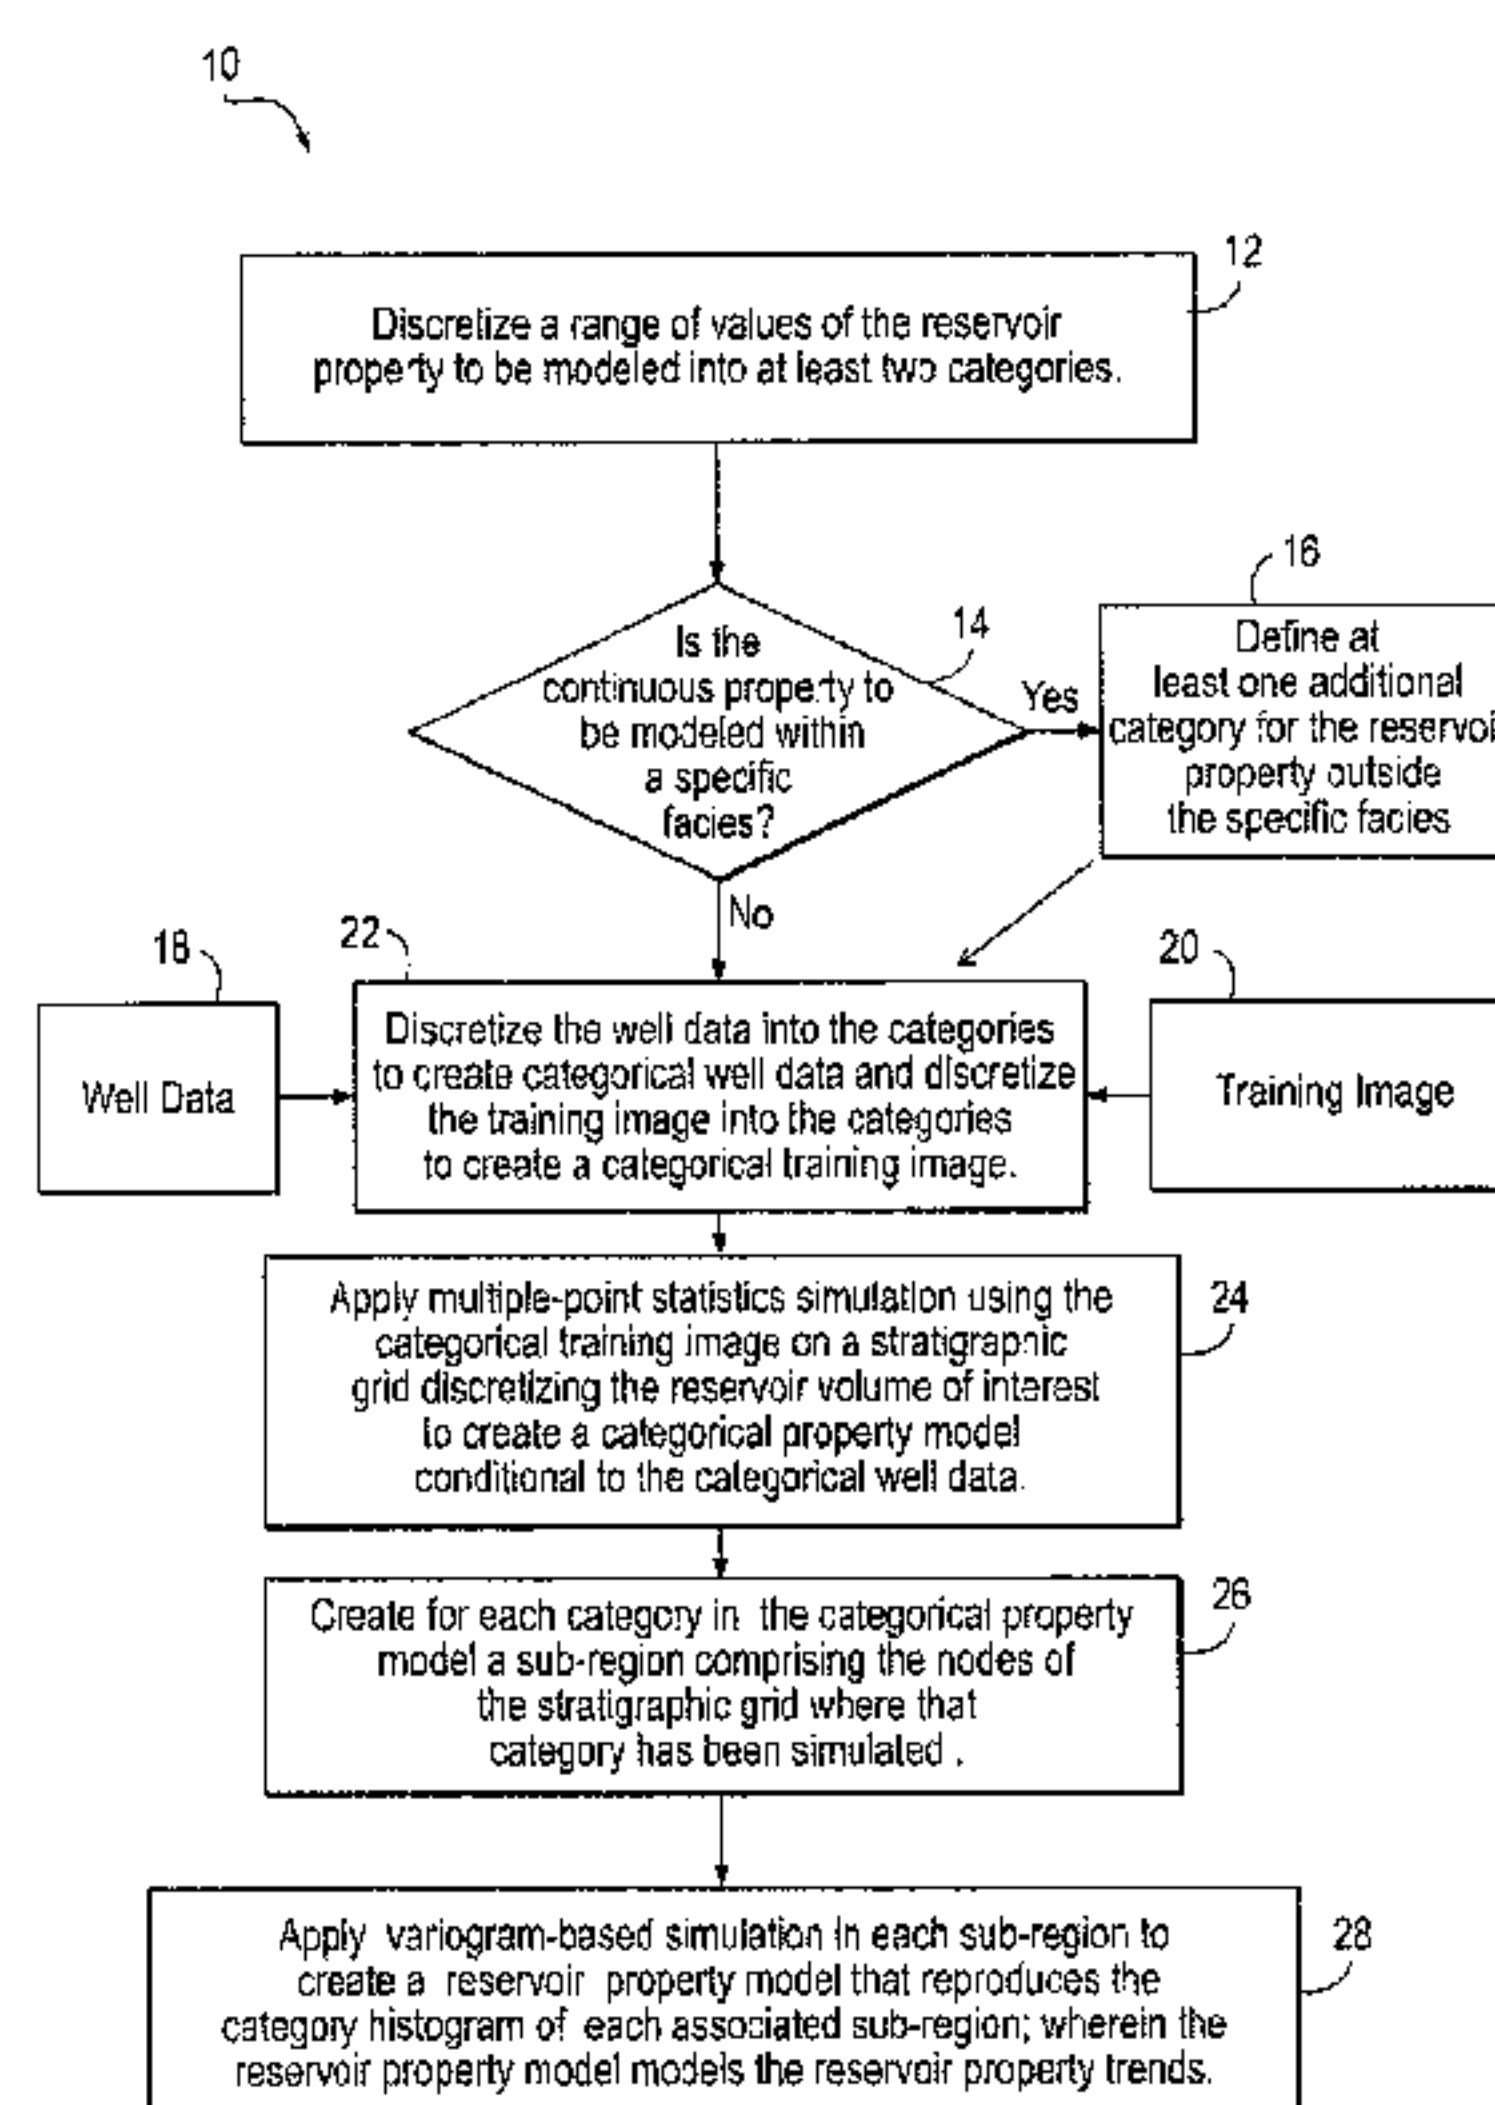 10
12
Discretize a range of values of the reservoir
property to be modeled into at least two categories.
16
14
Is the
continuous property to
be modeled within
a specific
facies?
Yes
Define at
least one additional
category for the
property outside
the specific facies
No
18
22
20
Well Data
Discretize the well data into the categories
to create categorical well data and discretize
the training image into the categories
to create a categorical training image.
Training Image
Apply multiple-point statistics simulation using the
categorical training image on a stratigraphic
grid discretizing the reservoir volume of interest
to create a categorical property model
conditional to the categorical well data.
24
Create for each category in the categorical property
model a sub-region comprising the nodes of
the stratigraphic grid where that
category has been simulated .
26
Apply variogram-based simulation in each sub-region to
create a reservoir property model that reproduces the
category histogram of each associated sub-region; wherein the
reservoir property model models the reservoir property trends.
28